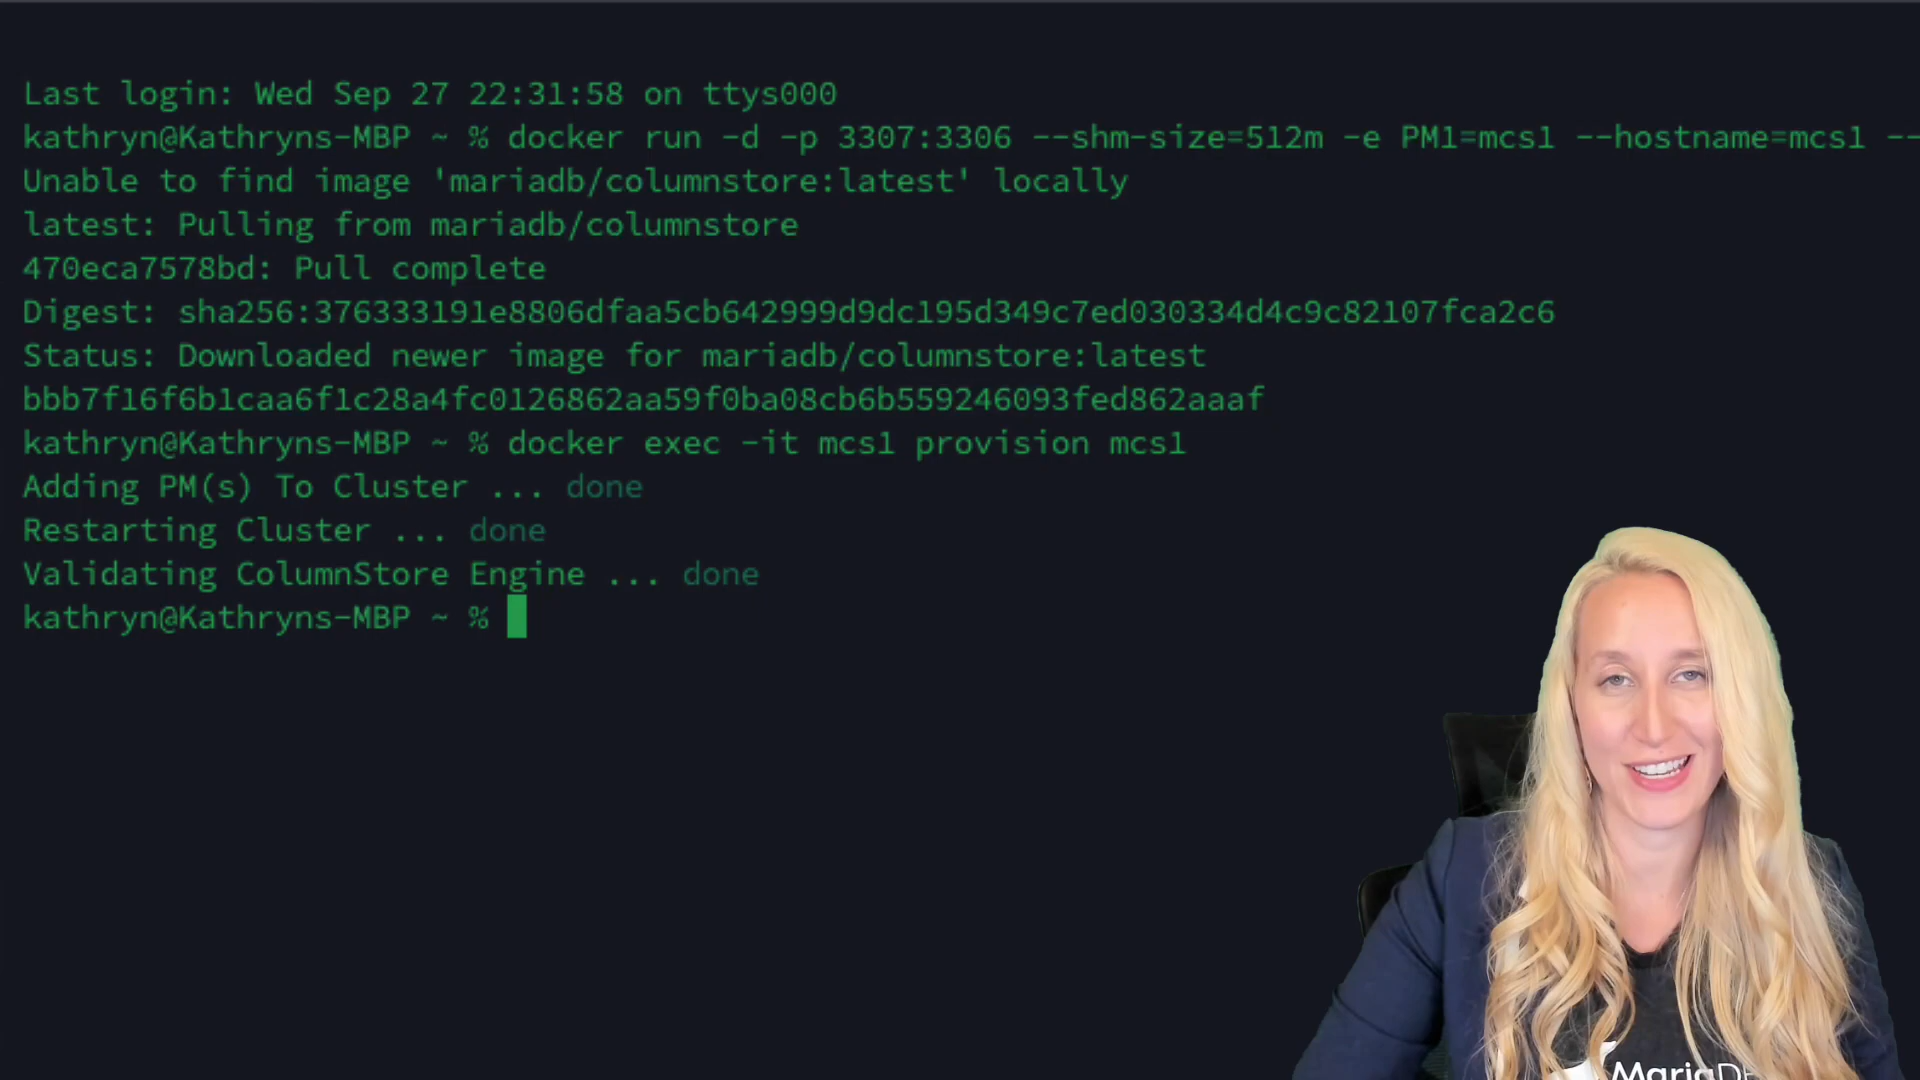 Last login: Wed Sep 27 22:31:58 on ttys000
kathryn@Kathryns-MBP ~ % docker run -d -p 3307:3306 --shm-size=512m -e PM1=mcs1 --hostname=mcs1 --
Unable to find image 'mariadb/columnstore:latest' locally
latest: Pulling from mariadb/columnstore
470eca7578bd: Pull complete
Digest: sha256:376333191e8806dfaa5cb642999d9dc195d349c7ed030334d4c9c82107fca2c6
Status: Downloaded newer image for mariadb/columnstore:latest
bbb7f16f6b1caa6f1c28a4fc0126862aa59f0ba08cb6b559246093fed862aaaf
kathryn@Kathryns-MBP ~ % docker exec -it mcs1 provision mcs1
Adding PM(s) To Cluster ... done
Restarting Cluster ... done
Validating ColumnStore Engine ... done
kathryn@Kathryns-MBP ~ %
MariaD